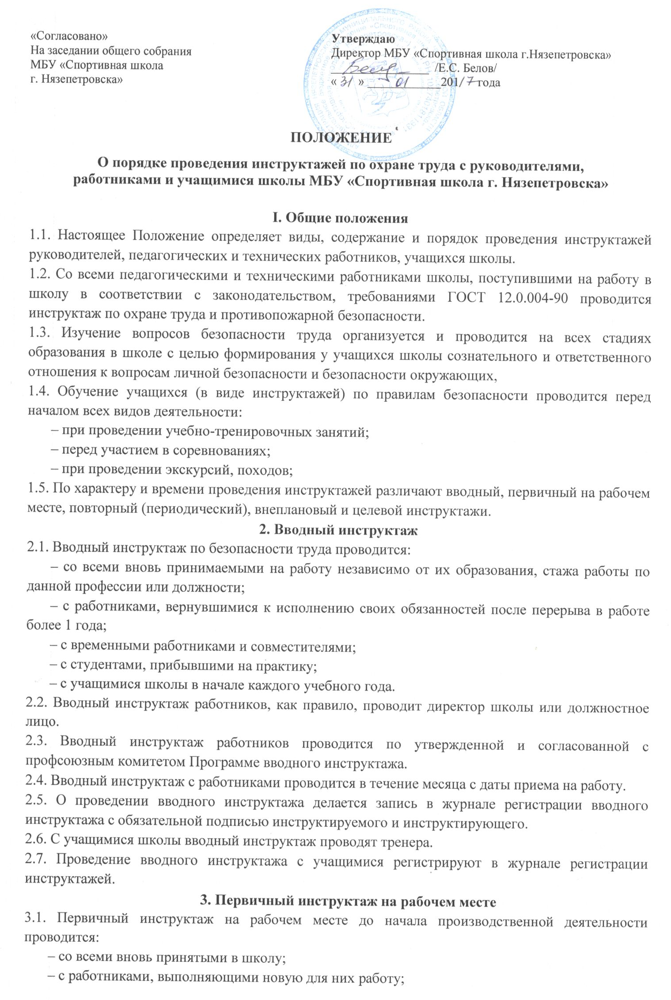 «Согласовано»
На заседании общего собрания
МБУ «Спортивная школа
г. Нязепетровска»
Утверждаю
Директор МБУ «Спортивная школа г.Нязепетровска»
/Е.С. Белов/
« 31 » 01 201/7 года
ПОЛОЖЕНИЕ
О порядке проведения инструктажей по охране труда с руководителями,
работниками и учащимися школы МБУ «Спортивная школа г. Нязепетровска»
I. Общие положения
1.1. Настоящее Положение определяет виды, содержание и порядок проведения инструктажей
руководителей, педагогических и технических работников, учащихся школы.
1.2. Со всеми педагогическими и техническими работниками школы, поступившими на работу в
школу в соответствии с законодательством, требованиями ГОСТ 12.0.004-90 проводится
инструктаж по охране труда и противопожарной безопасности.
1.3. Изучение вопросов безопасности труда организуется и проводится на всех стадиях
образования в школе с целью формирования у учащихся школы сознательного и ответственного
отношения к вопросам личной безопасности и безопасности окружающих,
1.4. Обучение учащихся (в виде инструктажей) по правилам безопасности проводится перед
началом всех видов деятельности:
– при проведении учебно-тренировочных занятий;
– перед участием в соревнованиях;
– при проведении экскурсий, походов;
1.5. По характеру и времени проведения инструктажей различают вводный, первичный на рабочем
месте, повторный (периодический), внеплановый и целевой инструктажи.
2. Вводный инструктаж
2.1. Вводный инструктаж по безопасности труда проводится:
– со всеми вновь принимаемыми на работу независимо от их образования, стажа работы по
данной профессии или должности;
– с работниками, вернувшимися к исполнению своих обязанностей после перерыва в работе
более 1 года;
– с временными работниками и совместителями;
– с студентами, прибывшими на практику;
– с учащимися школы в начале каждого учебного года.
2.2. Вводный инструктаж работников, как правило, проводит директор школы или должностное
лицо.
2.3. Вводный инструктаж работников проводится по утвержденной и согласованной с
профсоюзным комитетом Программе вводного инструктажа.
2.4. Вводный инструктаж с работниками проводится в течение месяца с даты приема на работу.
2.5. О проведении вводного инструктажа делается запись в журнале регистрации вводного
инструктажа с обязательной подписью инструктируемого и инструктирующего.
2.6. С учащимися школы вводный инструктаж проводят тренера.
2.7. Проведение вводного инструктажа с учащимися регистрируют в журнале регистрации
инструктажей.
3. Первичный инструктаж на рабочем месте
3.1. Первичный инструктаж на рабочем месте до начала производственной деятельности
проводится:
– со всеми вновь принятыми в школу;
– с работниками, выполняющими новую для них работу;